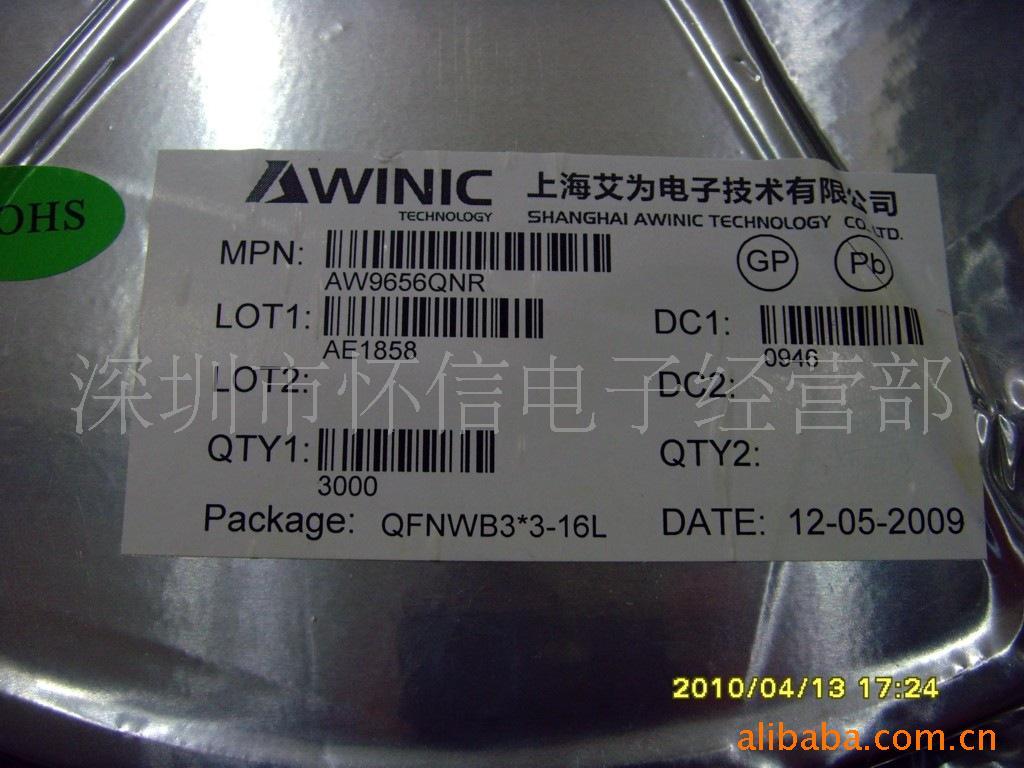 AWINIC
TECHNOLOGY
上海艾为电子技术有限公司
SHANGHAI AWINIC TECHNOLOGY CO. LTD.
OHS
MPN:
AW9656QNR
GP
Pb
LOT1:
AE1858
DC1:
0946
LOT2:
DC2:
深圳市怀信电子经营部
QTY1:
3000
QTY2:
Package: QFNWB3*3-16L
DATE: 12-05-2009
2010/04/13 17:24
alibaba.com.cn